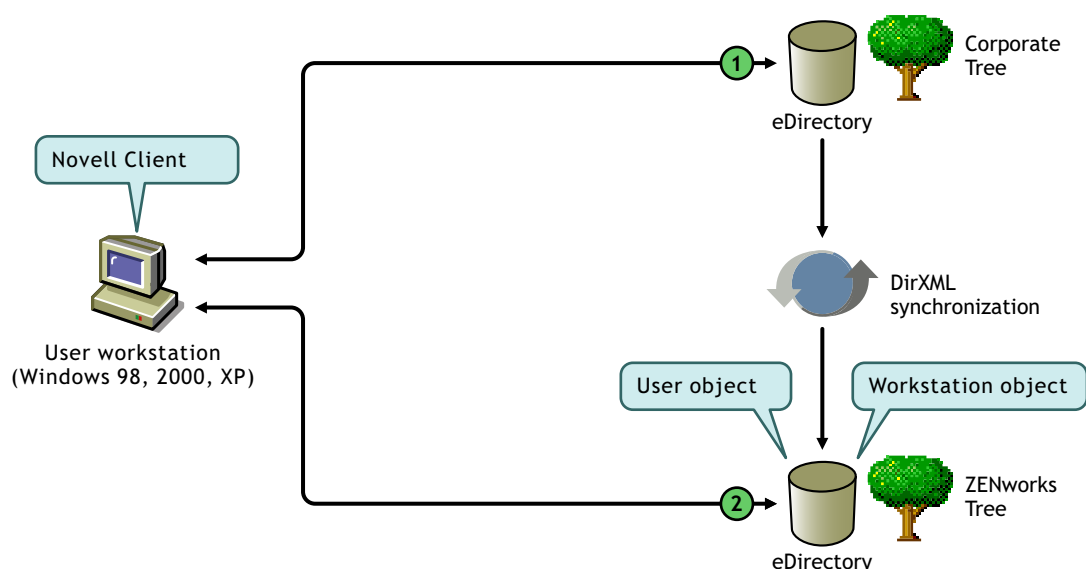 1
Corporate
Tree
eDirectory
Novell Client
DirXML
synchronization
User workstation
(Windows 98, 2000, XP)
User object
Workstation object
2
ZENworks
Tree
eDirectory